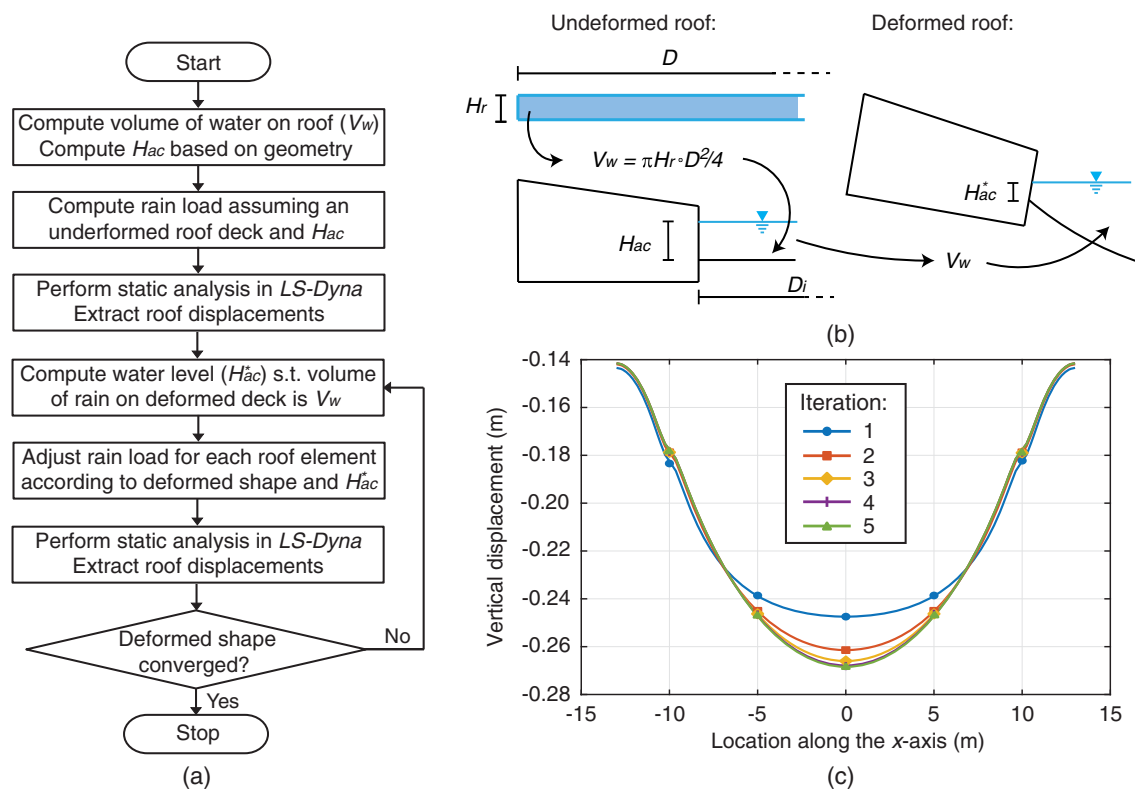 Start
Compute volume of water on roof (Vw)
Compute Hac based on geometry
Compute rain load assuming an
underformed roof deck and Hac
Perform static analysis in LS-Dyna
Extract roof displacements
Compute water level (H*ac) s.t. volume
of rain on deformed deck is Vw
Adjust rain load for each roof element
according to deformed shape and H*ac
Perform static analysis in LS-Dyna
Extract roof displacements
Deformed shape
converged?
No
Yes
Stop
(a)
Undeformed roof:
Deformed roof:
D
Hr
Vw = πHr∘D²/4
Hac
Di
H*ac
Vw
(b)
-0.14
-0.16
-0.18
-0.20
-0.22
-0.24
-0.26
-0.28
Vertical displacement (m)
Iteration:
1
2
3
4
5
-15
-10
-5
0
5
10
15
Location along the x-axis (m)
(c)